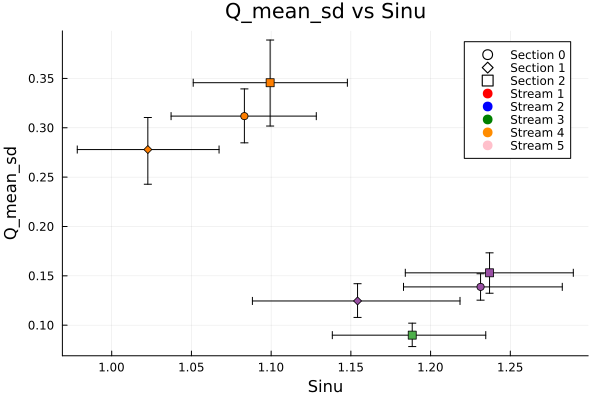 Q_mean_sd vs Sinu
Section 0
Section 1
Section 2
Stream 1
Stream 2
Stream 3
Stream 4
Stream 5
Q_mean_sd
0.35
0.30
0.25
0.20
0.15
0.10
1.00
1.05
1.10
1.15
1.20
1.25
Sinu